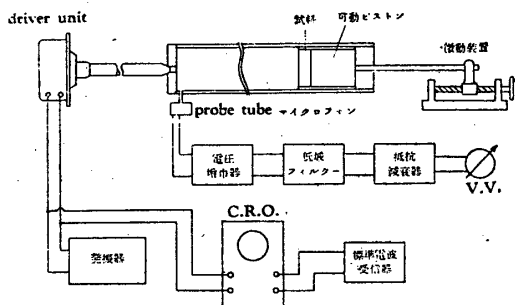 driver unit
試料
可動ピストン
微動装置
probe tube マイクロフォン
電圧
増巾器
低域
フィルター
抵抗
減衰器
V.V.
C.R.O.
発振器
標準電波
受信器